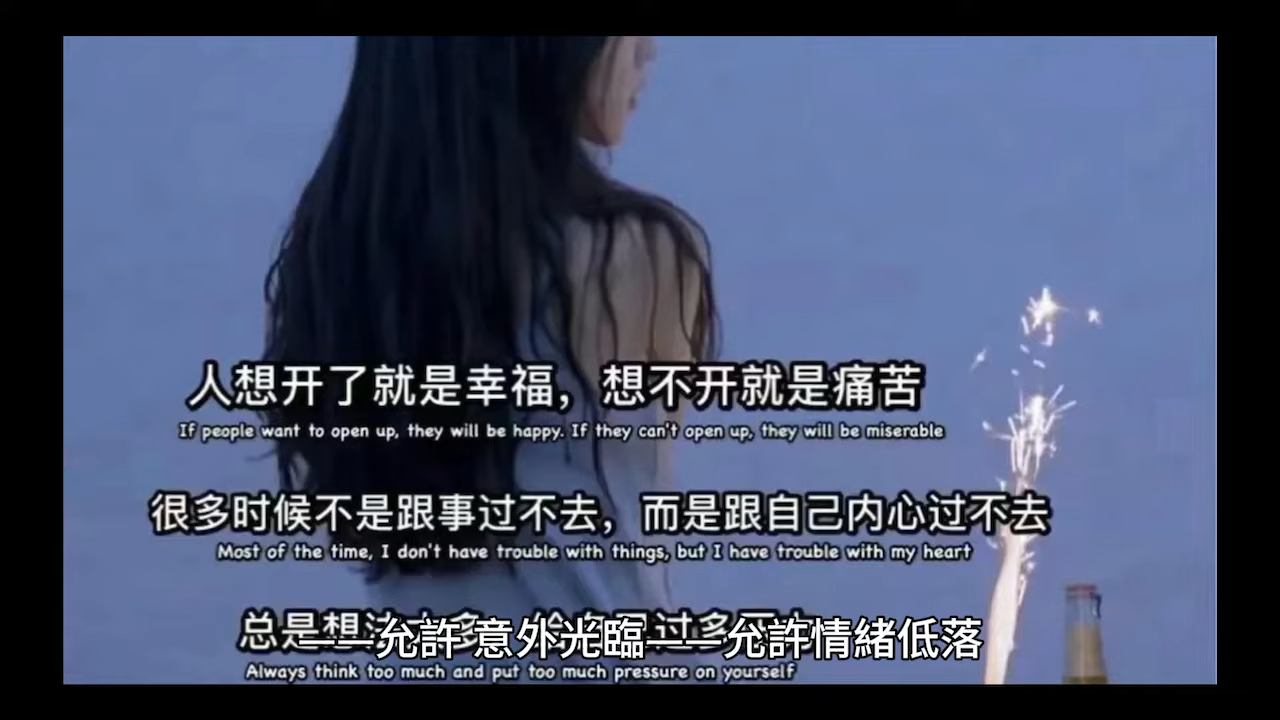 人想开了就是幸福，想不开就是痛苦
If people want to open up, they will be happy. If they can't open up, they will be miserable
很多时候不是跟事过不去，而是跟自己内心过不去
Most of the time, I don't have trouble with things, but I have trouble with my heart
总是想
——允許 意外光臨——允許情緒低落
Always think too much and put too much pressure on yourself